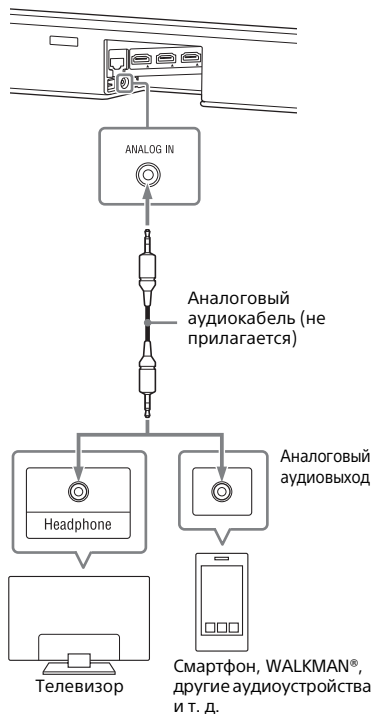 ANALOG IN
Аналоговый
аудиокабель (не
прилагается)
Аналоговый
аудиовыход
Headphone
Телевизор
Смартфон, WALKMAN®,
другие аудиоустройства
и т. д.